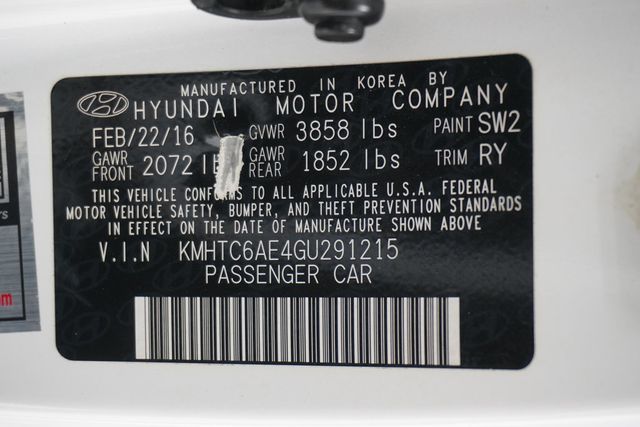 MANUFACTURED IN KOREA BY
HYUNDAI MOTOR COMPANY
FEB/22/16 GVWR 3858 lbs PAINT SW2
GAWR FRONT 2072 GAWR REAR 1852 lbs TRIM RY
THIS VEHICLE CONFORMS TO ALL APPLICABLE U.S.A. FEDERAL
MOTOR VEHICLE SAFETY, BUMPER, AND THEFT PREVENTION STANDARDS
IN EFFECT ON THE DATE OF MANUFACTURE SHOWN ABOVE
V.I.N KMHTC6AE4GU291215
PASSENGER CAR